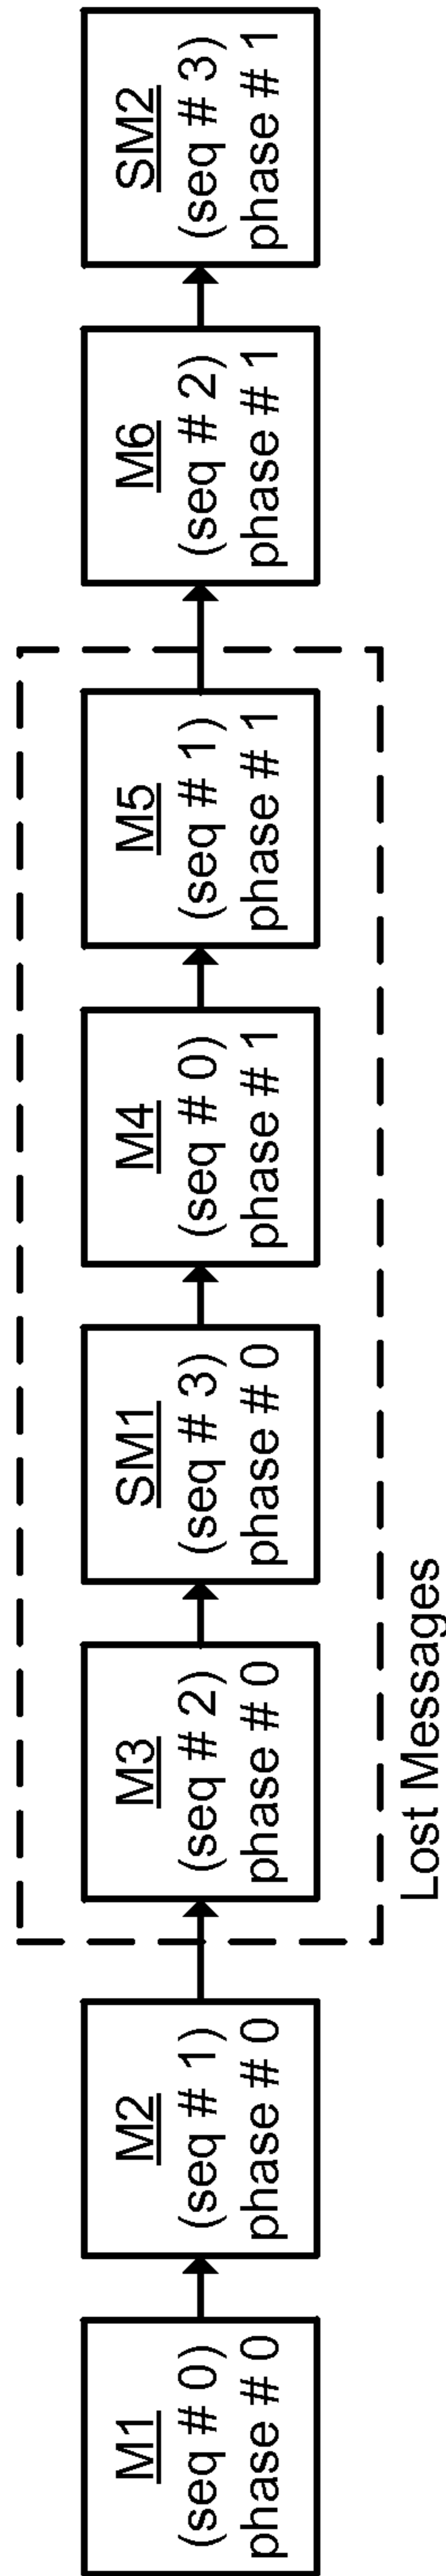 M1
(seq # 0)
phase # 0
M2
(seq # 1)
phase # 0
M3
(seq # 2)
phase # 0
SM1
(seq # 3)
phase # 0
M4
(seq # 0)
phase # 1
M5
(seq # 1)
phase # 1
M6
(seq # 2)
phase # 1
SM2
(seq # 3)
phase # 1
Lost Messages